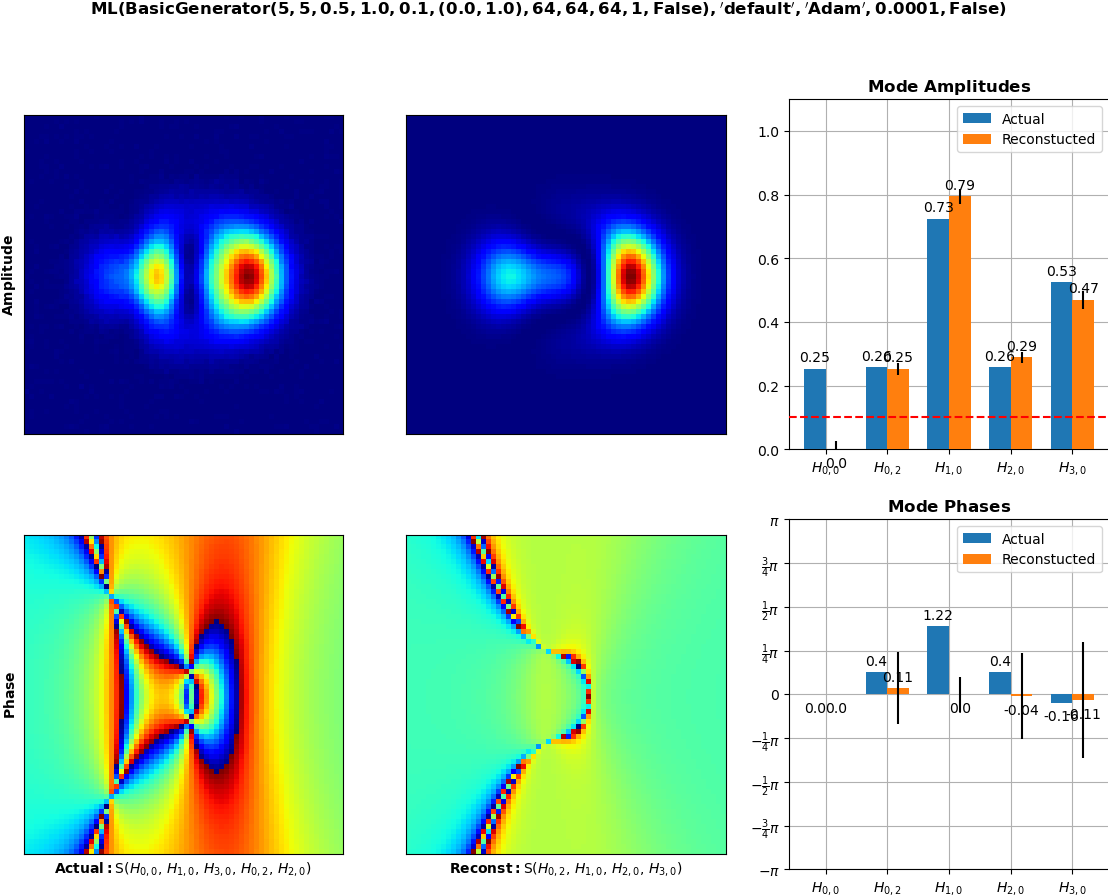 ML(BasicGenerator(5, 5, 0.5, 1.0, 0.1, (0.0, 1.0), 64, 64, 64, 1, False), 'default', 'Adam', 0.0001, False)
Amplitude
Mode Amplitudes
Actual
Reconstucted
1.0
0.8
0.6
0.4
0.2
0.0
0.25
0.0
0.26
0.25
0.73
0.79
0.26
0.29
0.53
0.47
H0,0 H0,2 H1,0 H2,0 H3,0
Phase
Actual: S(H0,0, H1,0, H3,0, H0,2, H2,0)
Reconst: S(H0,2, H1,0, H2,0, H3,0)
Mode Phases
Actual
Reconstucted
π
3/4π
1/2π
1/4π
0
−1/4π
−1/2π
−3/4π
−π
0.0
0.0
0.4
0.11
1.22
0.0
0.4
-0.04
-0.16
-0.11
H0,0 H0,2 H1,0 H2,0 H3,0